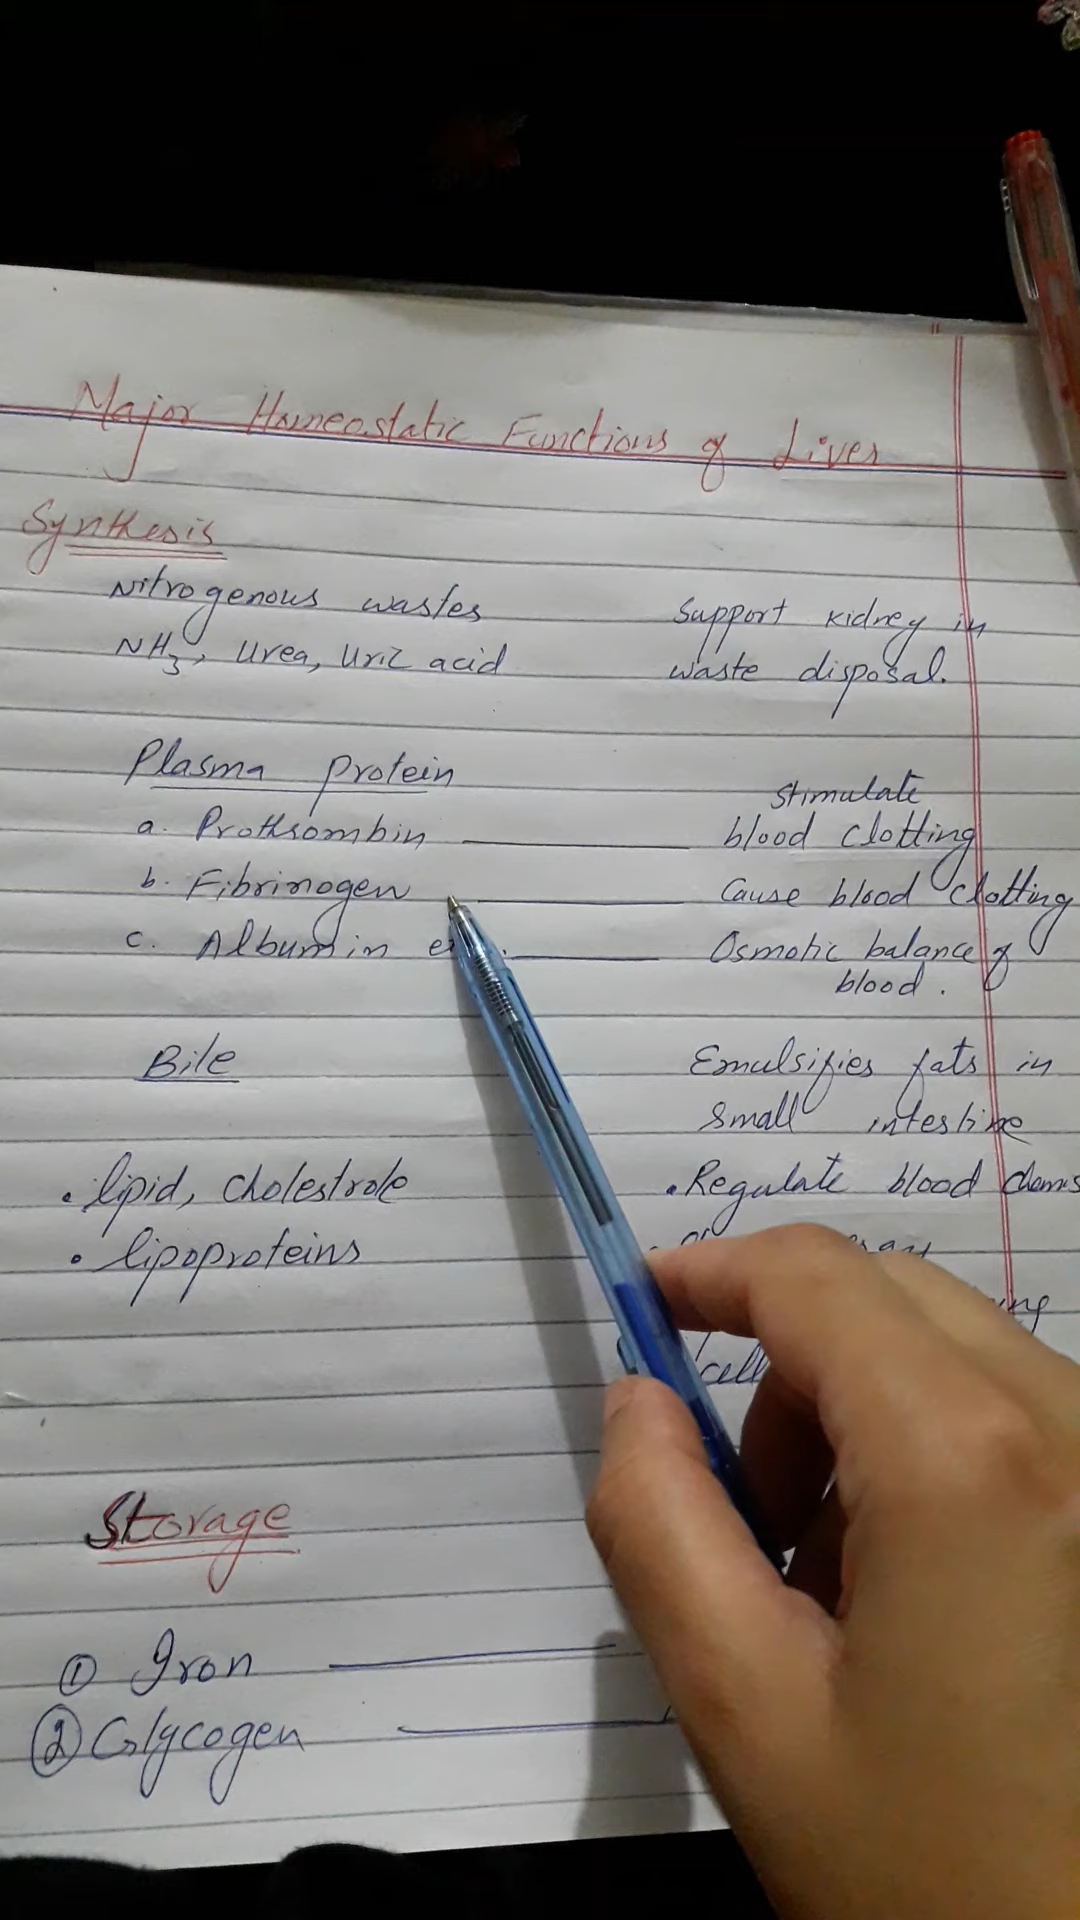 Major Homeostatic Functions of Liver
Synthesis
Nitrogenous wastes Support kidney in
NH3, Urea, Uric acid waste disposal.
Plasma protein
Stimulate
a. Prothrombin blood clotting
b. Fibrinogen Cause blood clotting
c. Albumin Osmotic balance of
blood.
Bile Emulsifies fats in
small intestine
• lipid, cholestrole • Regulate blood
• lipoproteins
Storage
① Iron
② Glycogen